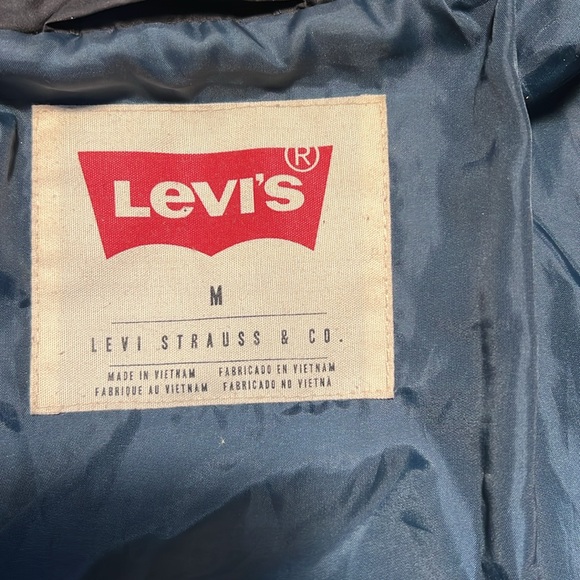 LEVI'S ®
M
LEVI STRAUSS & CO.
MADE IN VIETNAM FABRICADO EN VIETNAM
FABRIQUE AU VIETNAM FABRICADO NO VIETNÃ